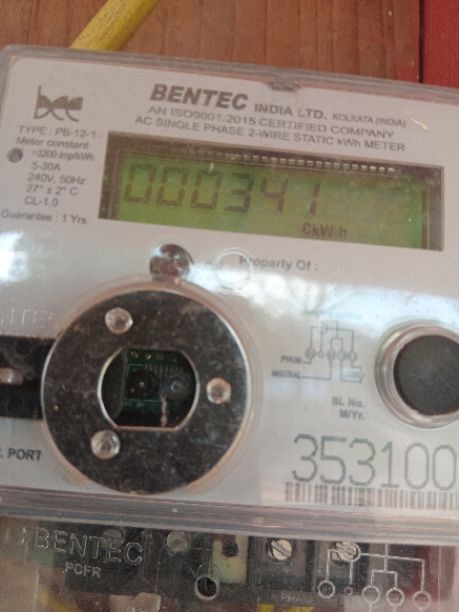 bec
BENTEC INDIA LTD. KOLKATA (INDIA)
AN ISO9001:2015 CERTIFIED COMPANY
AC SINGLE PHASE 2-WIRE STATIC kWh METER
TYPE : PB-12-1
Meter constant
=3200 imp/kWh
5-30A
240V, 50Hz
27° ± 2° C
CL-1.0
Guarantee : 1 Yrs.
000341
CkWh
Property Of :
PHASE
NEUTRAL
SL No.
M/Yr.
353100
PORT
BENTEC
PCFR
PHASE